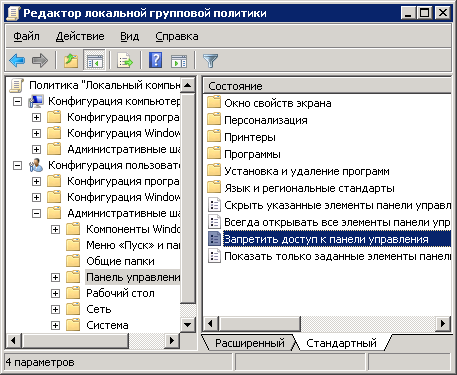 Редактор локальной групповой политики
Файл Действие Вид Справка
Политика "Локальный компь
Конфигурация компьютер
Конфигурация програ
Конфигурация Window
Административные ша
Конфигурация пользовате
Конфигурация програ
Конфигурация Window
Административные ша
Компоненты Windo
Меню «Пуск» и пан
Общие папки
Панель управлени
Рабочий стол
Сеть
Система
Состояние
Окно свойств экрана
Персонализация
Принтеры
Программы
Установка и удаление программ
Язык и региональные стандарты
Скрыть указанные элементы панели управл
Всегда открывать все элементы панели упр
Запретить доступ к панели управления
Показать только заданные элементы панел
Расширенный Стандартный
4 параметров